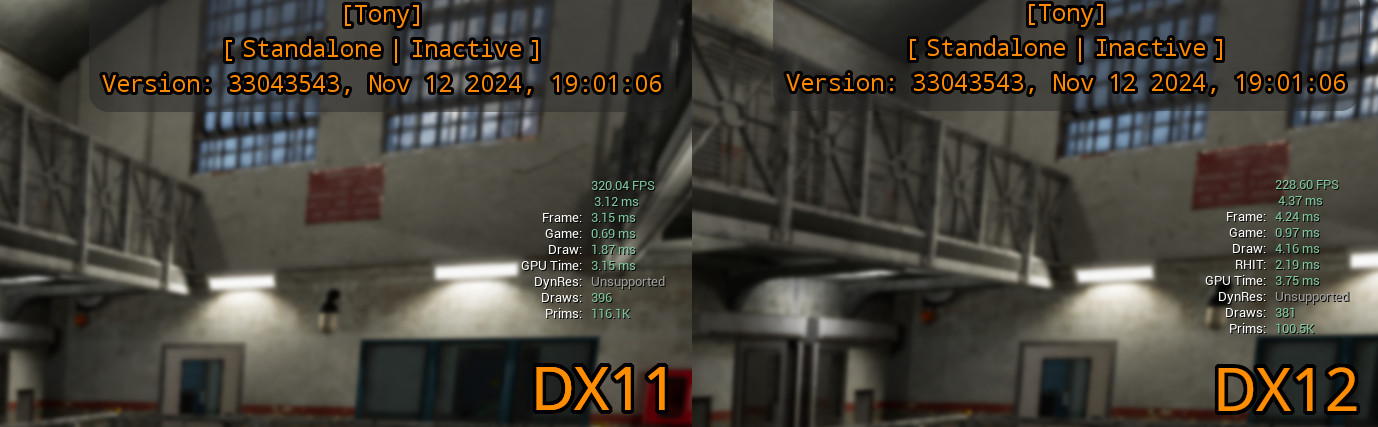 [Tony]
[ Standalone | Inactive ]
Version: 33043543, Nov 12 2024, 19:01:06
320.04 FPS
3.12 ms
Frame: 3.15 ms
Game: 0.69 ms
Draw: 1.87 ms
GPU Time: 3.15 ms
DynRes: Unsupported
Draws: 396
Prims: 116.1K
DX11
[Tony]
[ Standalone | Inactive ]
Version: 33043543, Nov 12 2024, 19:01:06
228.60 FPS
4.37 ms
Frame: 4.24 ms
Game: 0.97 ms
Draw: 4.16 ms
RHIT: 2.19 ms
GPU Time: 3.75 ms
DynRes: Unsupported
Draws: 381
Prims: 100.5K
DX12